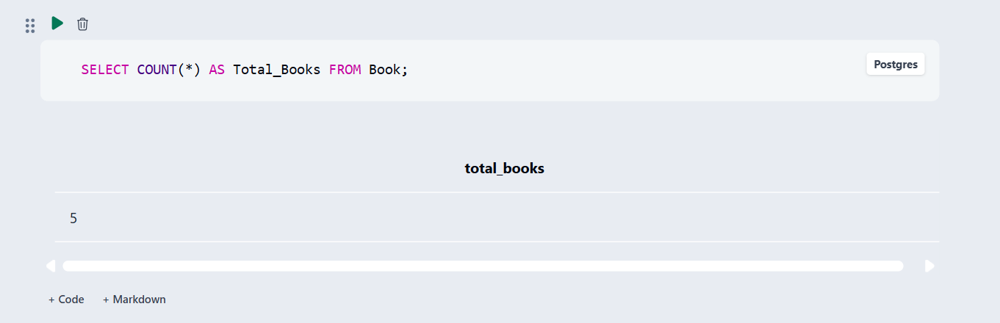 SELECT COUNT(*) AS Total_Books FROM Book;
Postgres
total_books
5
+ Code + Markdown